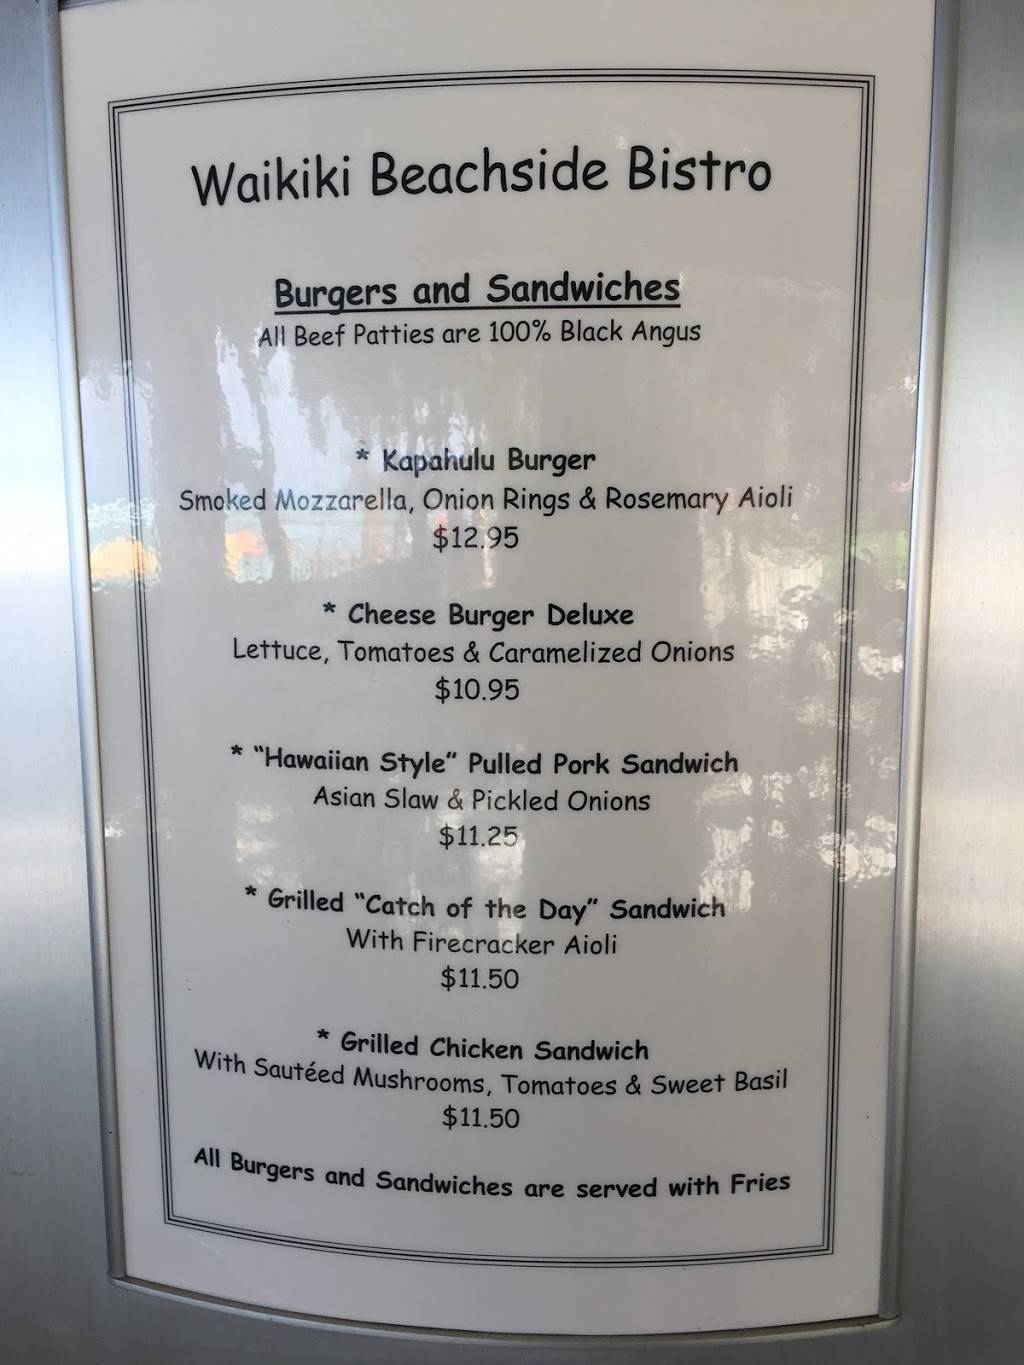 Waikiki Beachside Bistro
Burgers and Sandwiches
All Beef Patties are 100% Black Angus
* Kapahulu Burger
Smoked Mozzarella, Onion Rings & Rosemary Aioli
$12.95
* Cheese Burger Deluxe
Lettuce, Tomatoes & Caramelized Onions
$10.95
* “Hawaiian Style” Pulled Pork Sandwich
Asian Slaw & Pickled Onions
$11.25
* Grilled “Catch of the Day” Sandwich
With Firecracker Aioli
$11.50
* Grilled Chicken Sandwich
With Sautéed Mushrooms, Tomatoes & Sweet Basil
$11.50
All Burgers and Sandwiches are served with Fries